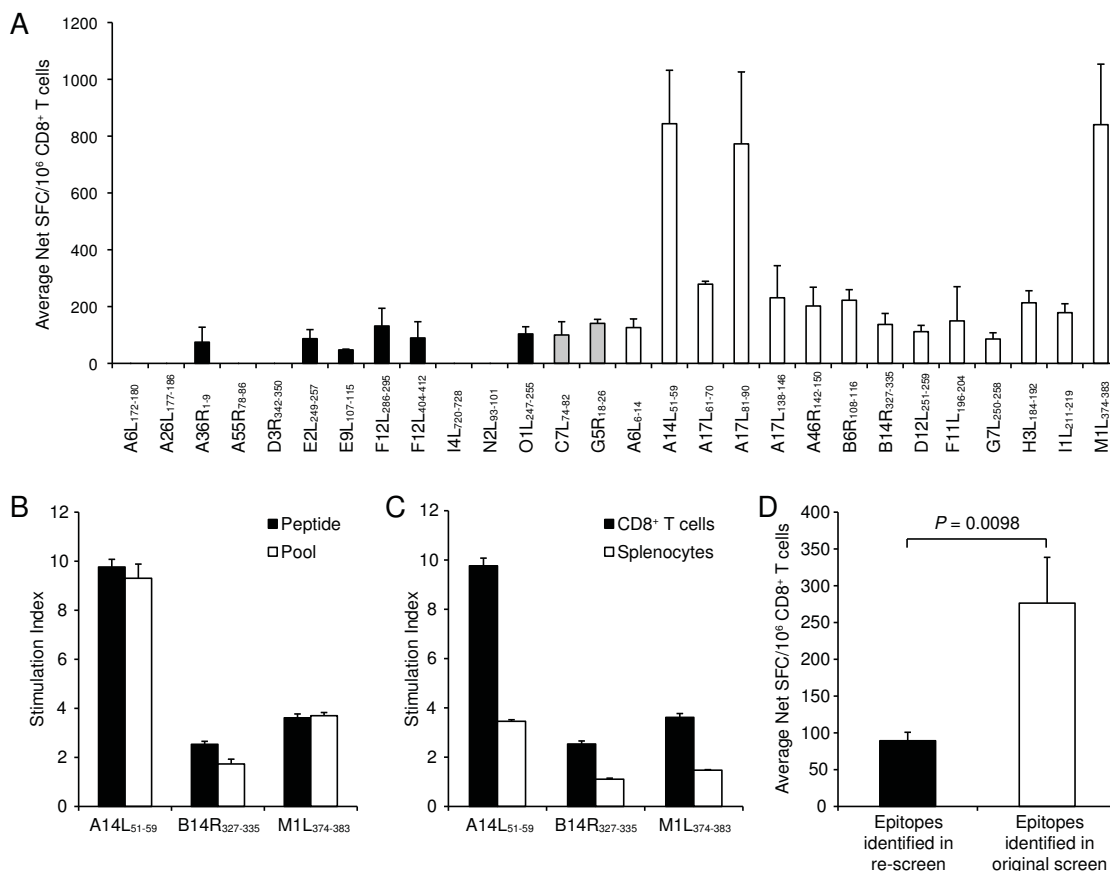 A
1200
1000
800
600
400
200
0
Average Net SFC/10⁶ CD8⁺ T cells
A6L₁₇₂₋₁₈₀
A26L₁₇₇₋₁₈₆
A36R₁₋₉
A55R₇₈₋₈₆
D3R₃₄₂₋₃₅₀
E2L₂₄₉₋₂₅₇
E9L₁₀₇₋₁₁₅
F12L₂₈₆₋₂₉₅
F12L₄₀₄₋₄₁₂
I4L₇₂₀₋₇₂₈
N2L₉₃₋₁₀₁
O1L₂₄₇₋₂₅₅
C7L₇₄₋₈₂
G5R₁₈₋₂₆
A6L₆₋₁₄
A14L₅₁₋₅₉
A17L₆₁₋₇₀
A17L₈₁₋₉₀
A17L₁₃₈₋₁₄₆
A46R₁₄₂₋₁₅₀
B6R₁₀₈₋₁₁₆
B14R₃₂₇₋₃₃₅
D12L₂₅₁₋₂₅₉
F11L₁₉₆₋₂₀₄
G7L₂₅₀₋₂₅₈
H3L₁₈₄₋₁₉₂
I1L₂₁₁₋₂₁₉
M1L₃₇₄₋₃₈₃
B
12
10
8
6
4
2
0
Stimulation Index
Peptide
Pool
A14L₅₁₋₅₉ B14R₃₂₇₋₃₃₅ M1L₃₇₄₋₃₈₃
C
12
10
8
6
4
2
0
Stimulation Index
CD8⁺ T cells
Splenocytes
A14L₅₁₋₅₉ B14R₃₂₇₋₃₃₅ M1L₃₇₄₋₃₈₃
D
400
350
300
250
200
150
100
50
0
Average Net SFC/10⁶ CD8⁺ T cells
P = 0.0098
Epitopes
identified in
re-screen
Epitopes
identified in
original screen